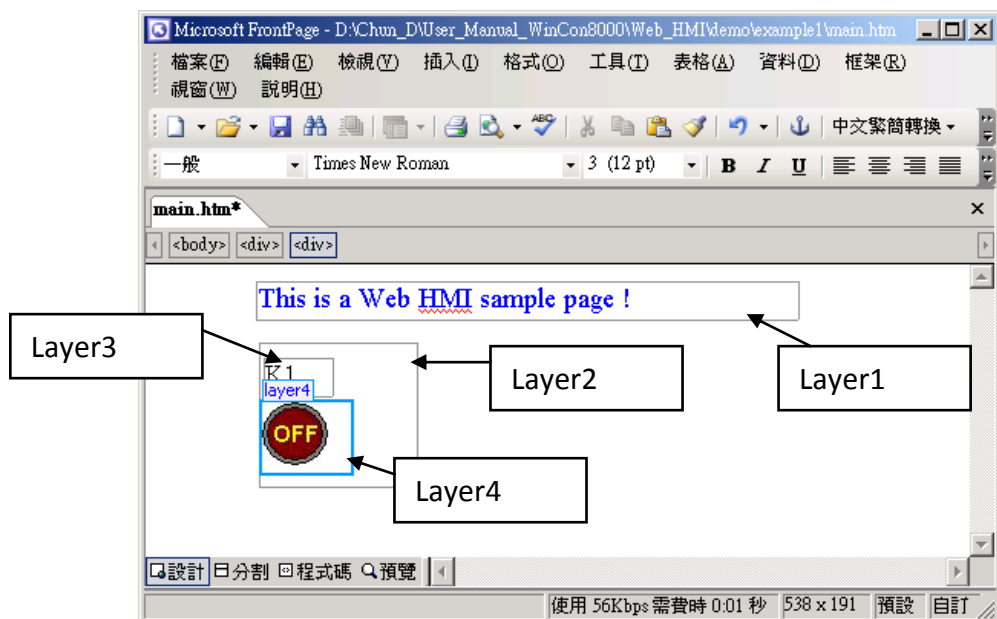 Microsoft FrontPage - D:\Chun_D\User_Manual_WinCon8000\Web_HMI\demo\example1\main.htm
檔案(F) 編輯(E) 檢視(V) 插入(I) 格式(O) 工具(T) 表格(A) 資料(D) 框架(R)
視窗(W) 說明(H)
ABC 中文繁簡轉換
一般 Times New Roman 3 (12 pt) B I U
main.htm*
<body> <div> <div>
This is a Web HMI sample page !
Layer3
Layer2
Layer1
K1
layer4
OFF
Layer4
設計 分割 程式碼 預覽
使用 56Kbps 需費時 0:01 秒 538 x 191 預設 自訂